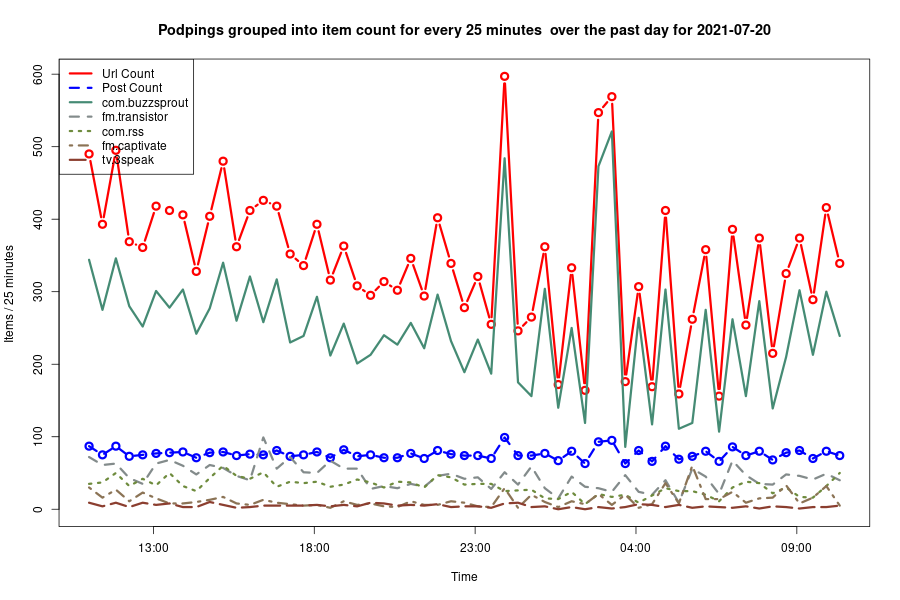 Podpings grouped into item count for every 25 minutes  over the past day for 2021-07-20
Url Count
Post Count
com.buzzsprout
fm.transistor
com.rss
fm.captivate
tv.3speak
600
500
400
300
200
100
0
Items / 25 minutes
13:00 18:00 23:00 04:00 09:00
Time